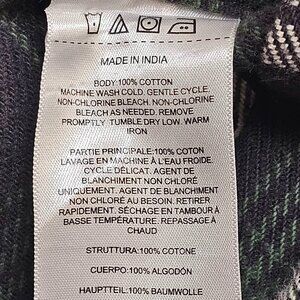 MADE IN INDIA
BODY:100% COTTON
MACHINE WASH COLD. GENTLE CYCLE.
NON-CHLORINE BLEACH. NON-CHLORINE
BLEACH AS NEEDED. REMOVE
PROMPTLY. TUMBLE DRY LOW. WARM
IRON
PARTIE PRINCIPALE:100% COTON
LAVAGE EN MACHINE À L'EAU FROIDE.
CYCLE DÉLICAT. AGENT DE
BLANCHIMENT NON CHLORÉ
UNIQUEMENT. AGENT DE BLANCHIMENT
NON CHLORÉ AU BESOIN. RETIRER
RAPIDEMENT. SÉCHAGE EN TAMBOUR À
BASSE TEMPÉRATURE. REPASSAGE À
CHAUD
STRUTTURA:100% COTONE
CUERPO:100% ALGODÓN
HAUPTTEIL:100% BAUMWOLLE